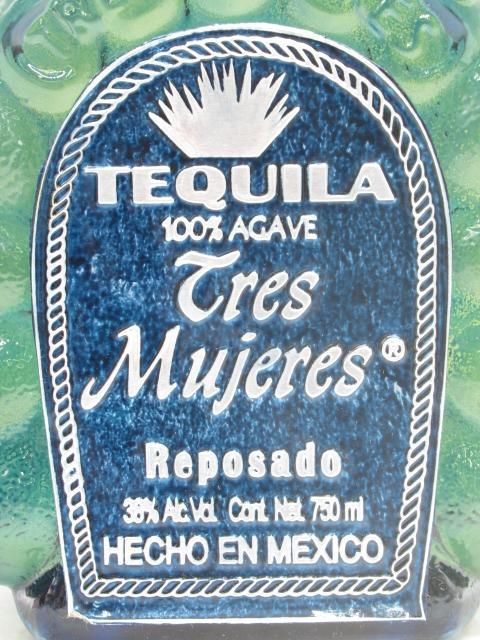 TEQUILA
100% AGAVE
Tres
Mujeres®
Reposado
38% Alc. Vol. Cont. Net. 750 ml
HECHO EN MEXICO